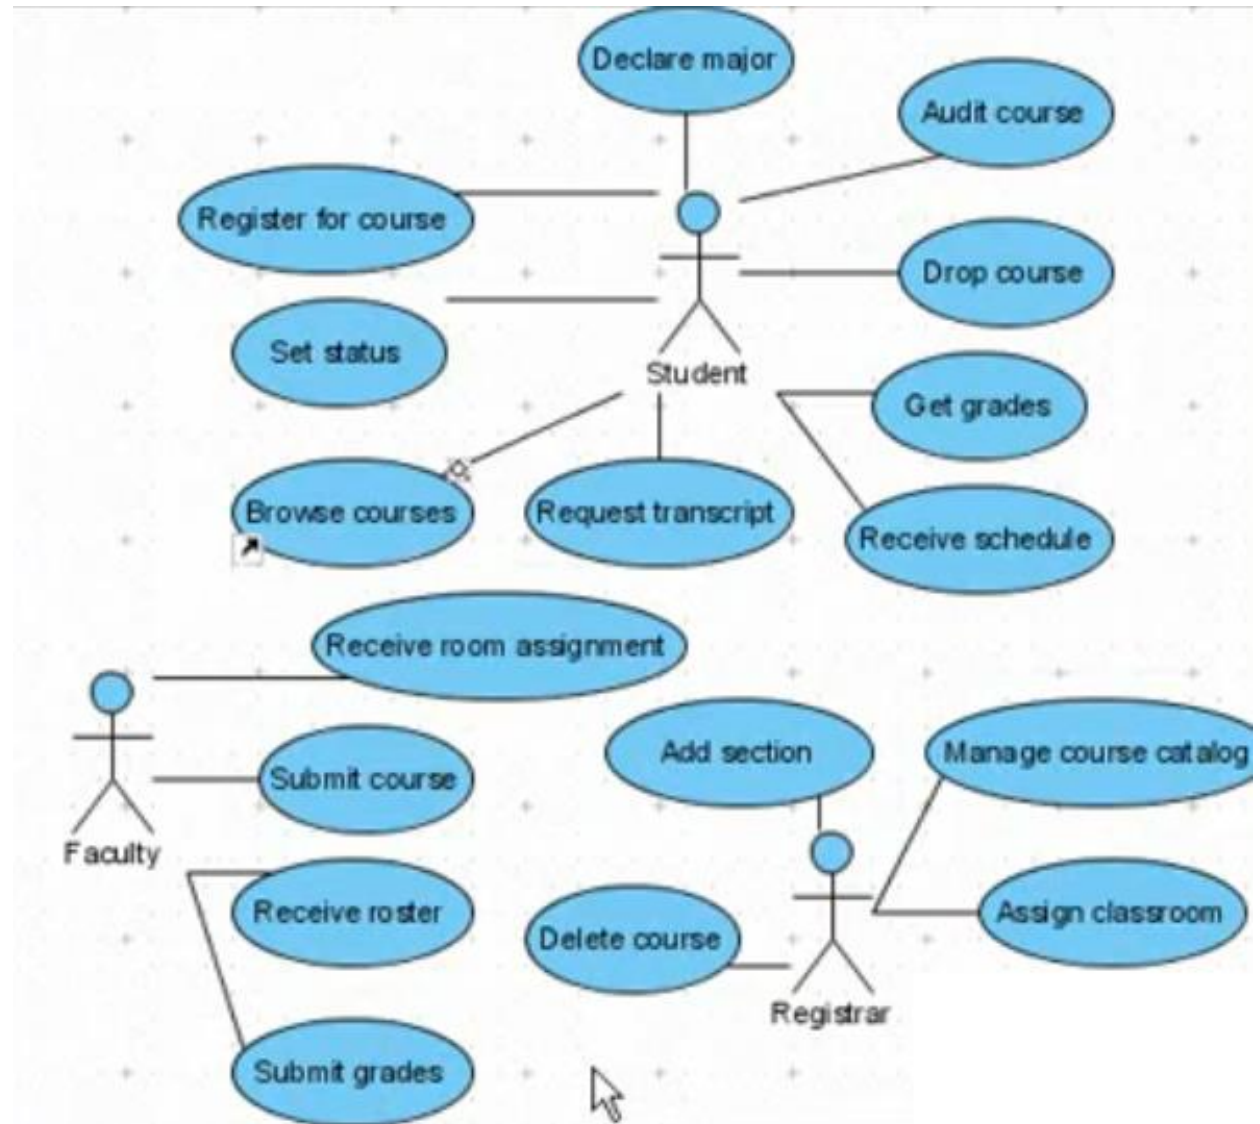 Declare major
Audit course
Register for course
Drop course
Set status
Student
Get grades
Browse courses
Request transcript
Receive schedule
Receive room assignment
Add section
Manage course catalog
Submit course
Faculty
Receive roster
Assign classroom
Delete course
Registrar
Submit grades